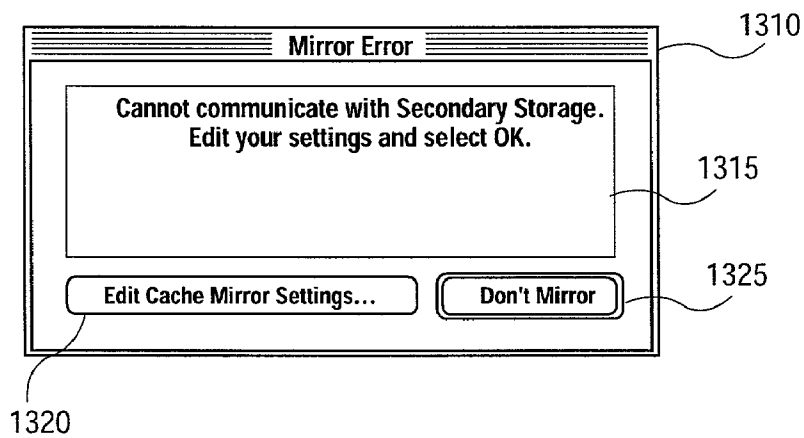 1310
Mirror Error
Cannot communicate with Secondary Storage.
Edit your settings and select OK.
1315
1325
Edit Cache Mirror Settings...
Don't Mirror
1320